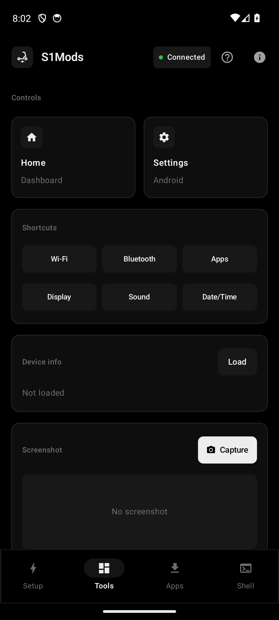 8:02
S1Mods
Connected
Controls
Home
Dashboard
Settings
Android
Shortcuts
Wi-Fi
Bluetooth
Apps
Display
Sound
Date/Time
Device info
Load
Not loaded
Screenshot
Capture
No screenshot
Setup
Tools
Apps
Shell